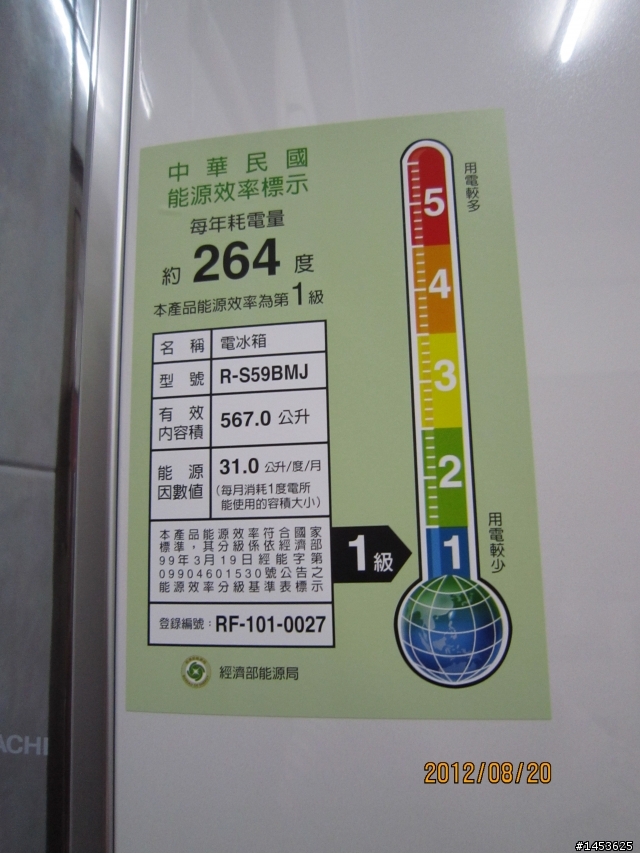 中華民國
能源效率標示
每年耗電量
約 264 度
本產品能源效率為第1級
名稱 電冰箱
型號 R-S59BMJ
有效內容積 567.0 公升
能源因數值 31.0 公升/度/月
(每月消耗1度電所
能使用的容積大小)
本產品能源效率符合國家
標準，其分級係依經濟部
99年3月19日經能字第
09904601530號公告之
能源效率分級基準表標示
登錄編號：RF-101-0027
經濟部能源局
用電較多
5
4
3
2
1
用電較少
1級
ACHI
2012/08/20
#1453625